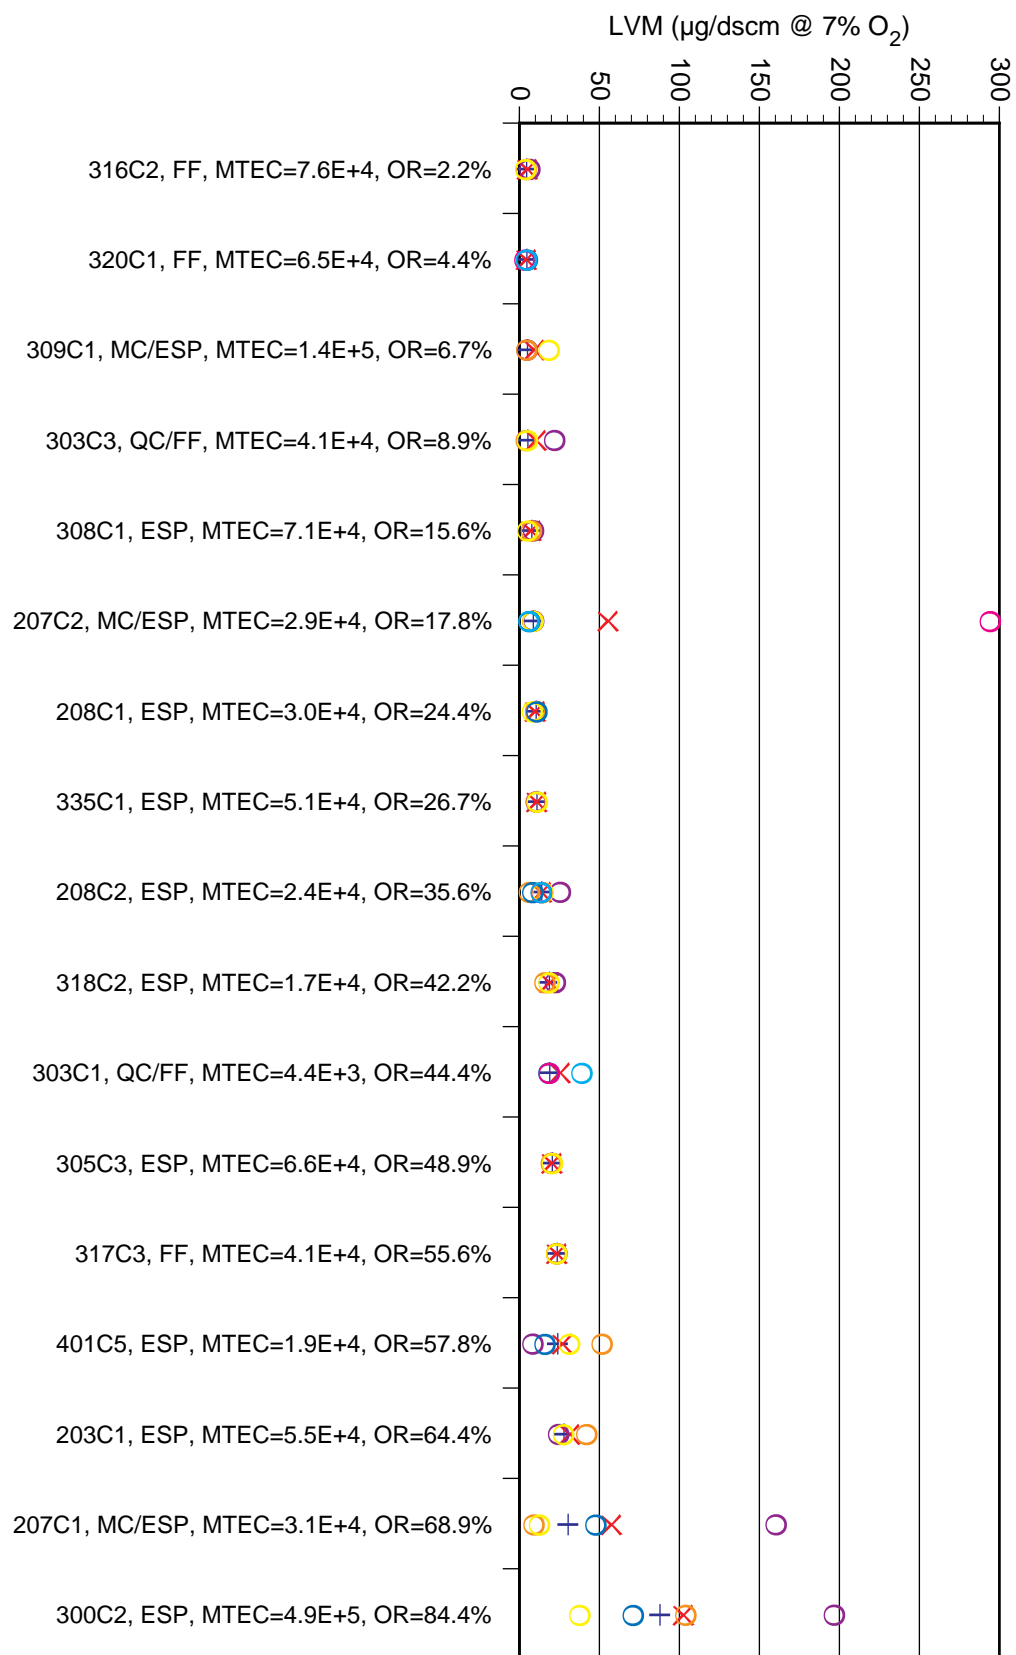 LVM (µg/dscm @ 7% O2)
0 50 100 150 200 250 300
316C2, FF, MTEC=7.6E+4, OR=2.2%
320C1, FF, MTEC=6.5E+4, OR=4.4%
309C1, MC/ESP, MTEC=1.4E+5, OR=6.7%
303C3, QC/FF, MTEC=4.1E+4, OR=8.9%
308C1, ESP, MTEC=7.1E+4, OR=15.6%
207C2, MC/ESP, MTEC=2.9E+4, OR=17.8%
208C1, ESP, MTEC=3.0E+4, OR=24.4%
335C1, ESP, MTEC=5.1E+4, OR=26.7%
208C2, ESP, MTEC=2.4E+4, OR=35.6%
318C2, ESP, MTEC=1.7E+4, OR=42.2%
303C1, QC/FF, MTEC=4.4E+3, OR=44.4%
305C3, ESP, MTEC=6.6E+4, OR=48.9%
317C3, FF, MTEC=4.1E+4, OR=55.6%
401C5, ESP, MTEC=1.9E+4, OR=57.8%
203C1, ESP, MTEC=5.5E+4, OR=64.4%
207C1, MC/ESP, MTEC=3.1E+4, OR=68.9%
300C2, ESP, MTEC=4.9E+5, OR=84.4%